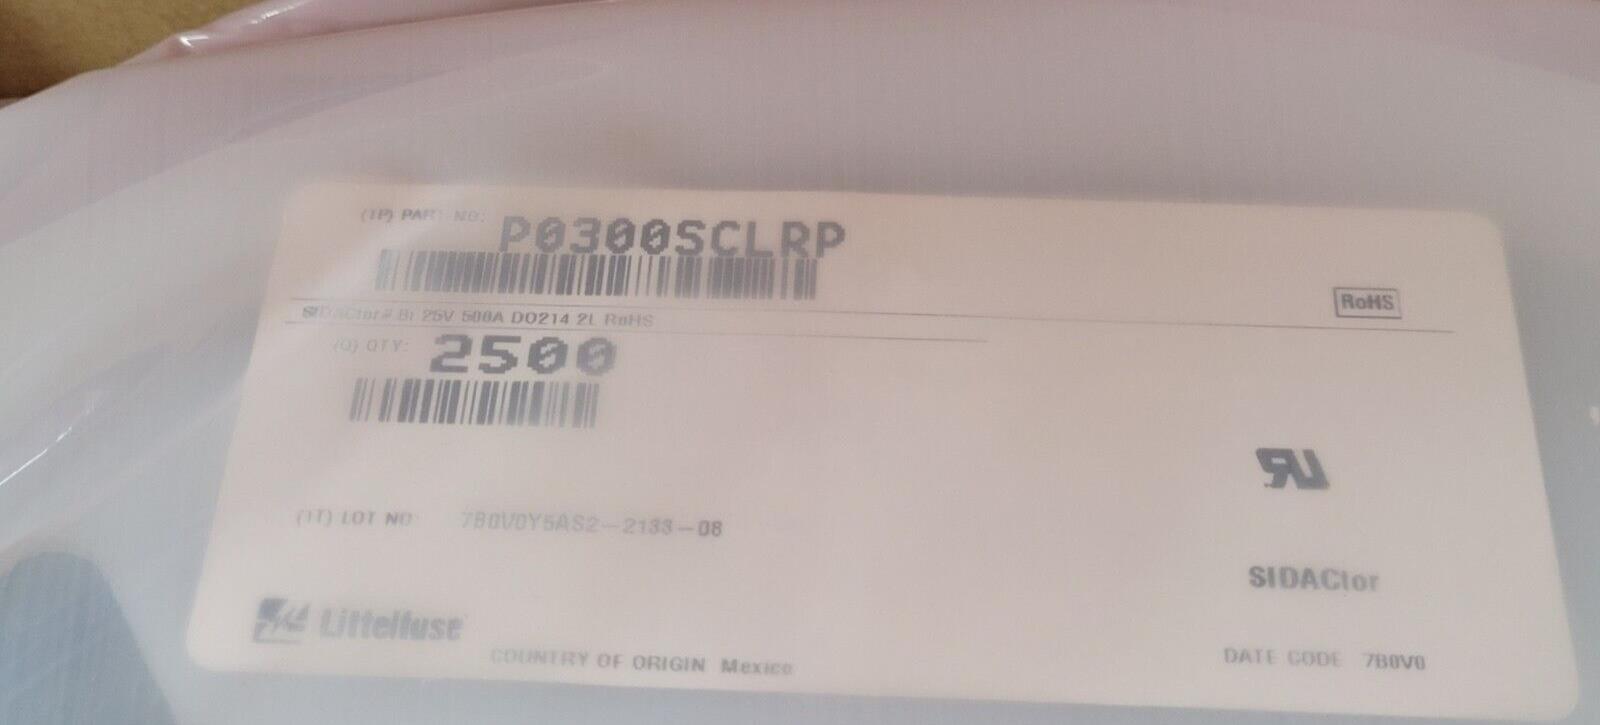 (1P) PART NO: P0300SCLRP
RoHS
SIDACtor® Bi 25V 500A DO214 2L RoHS
(Q) QTY: 2500
(1T) LOT NO: 7B0V0Y5AS2-2133-08
SIDACtor
Littelfuse
COUNTRY OF ORIGIN Mexico
DATE CODE 7B0V0